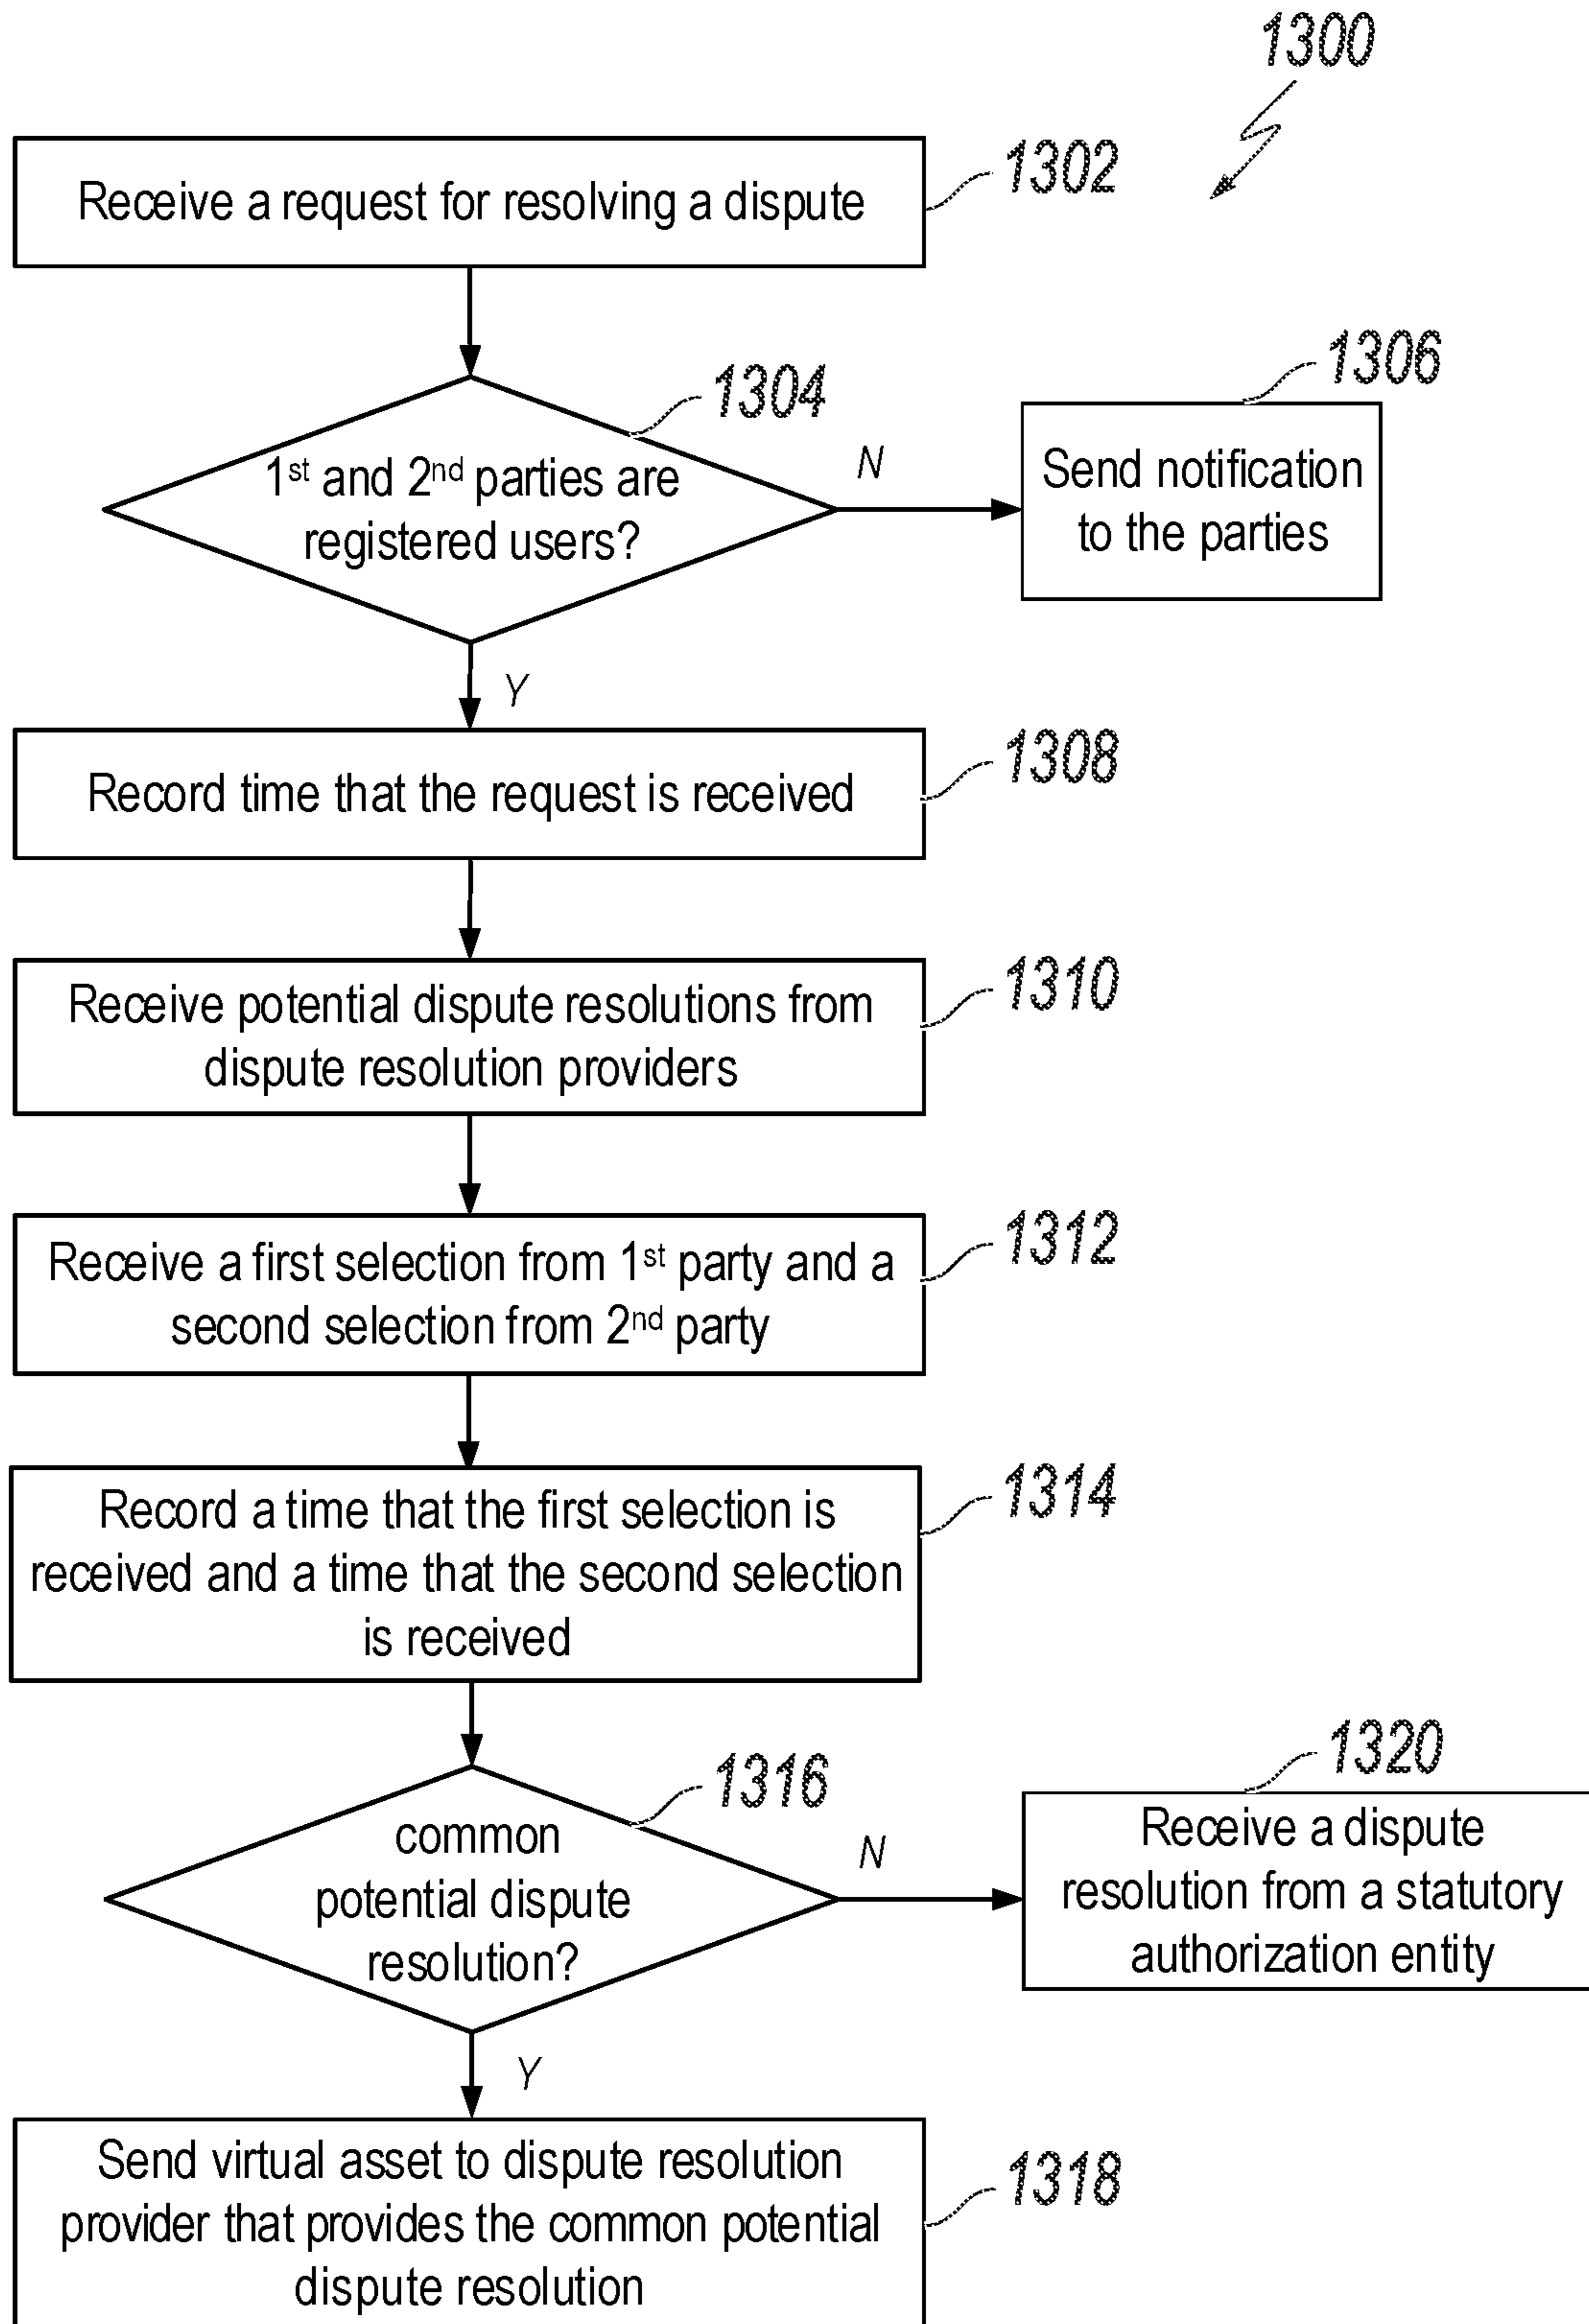 1300
Receive a request for resolving a dispute
1302
1304
1306
1st and 2nd parties are
registered users?
N
Send notification
to the parties
Y
Record time that the request is received
1308
Receive potential dispute resolutions from
dispute resolution providers
1310
Receive a first selection from 1st party and a
second selection from 2nd party
1312
Record a time that the first selection is
received and a time that the second selection
is received
1314
1316
1320
common
potential dispute
resolution?
N
Receive a dispute
resolution from a statutory
authorization entity
Y
Send virtual asset to dispute resolution
provider that provides the common potential
dispute resolution
1318